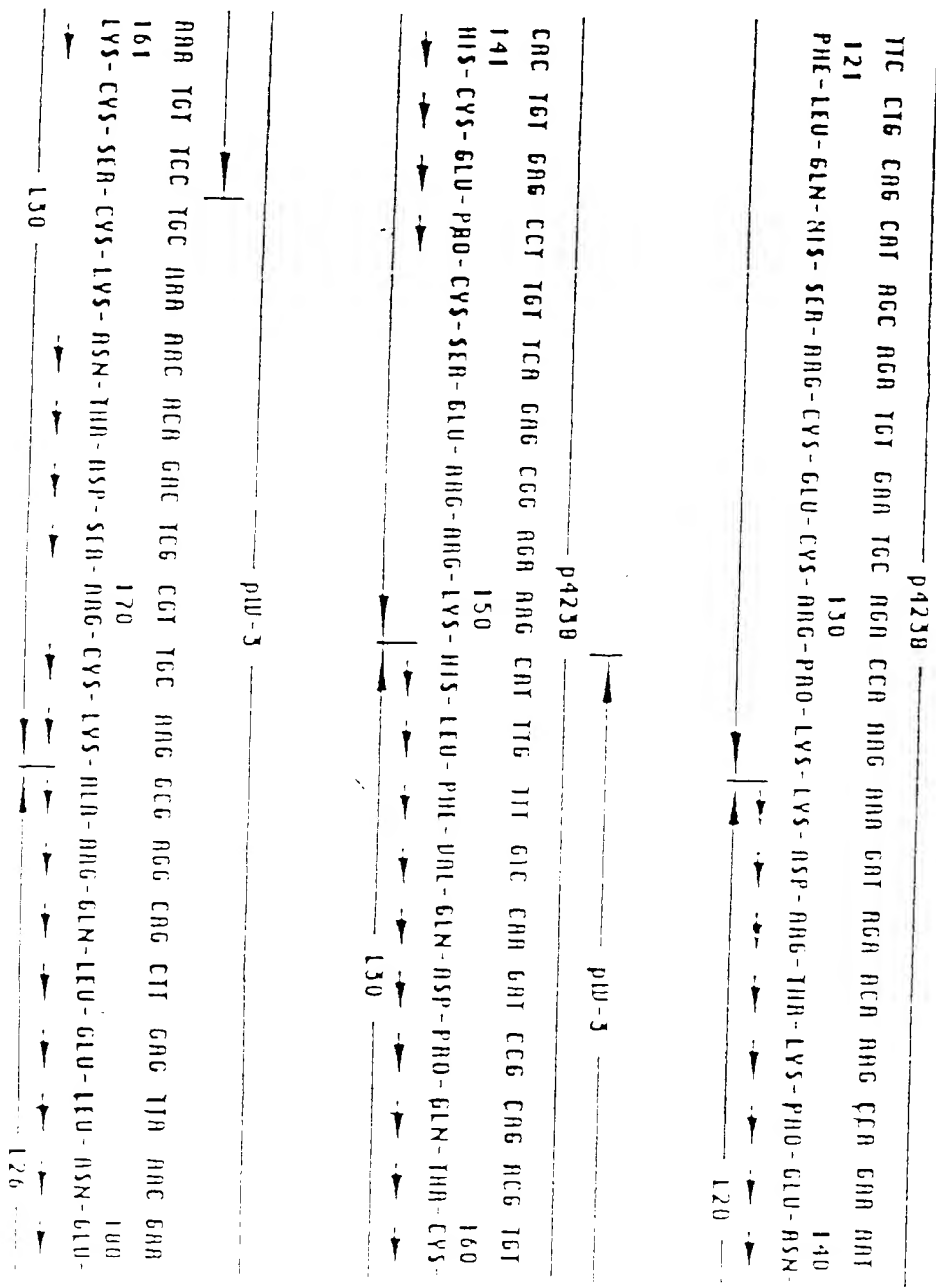 p423B
TTC CTG CAG CAT AGC AGA TGT GAA TGC AGA CCA AAG AAA GAT AGA ACA AAG CCA GAA AAT
121 130 140
PHE-LEU-GLN-HIS-SER-ARG-CYS-GLU-CYS-ARG-PRO-LYS-LYS-ASP-ARG-THR-LYS-PRO-GLU-ASN
L20
pIV-3
p423B
CAC TGT GAG CCT TGT TCA GAG CGG AGA AAG CAT TTG TTT GTC CAA GAT CCG CAG ACG TGT
141 150 160
HIS-CYS-GLU-PRO-CYS-SER-GLU-ARG-ARG-LYS-HIS-LEU-PHE-VAL-GLN-ASP-PRO-GLN-THR-CYS-
L30
pIV-3
AAA TGT TCC TGC AAA AAC ACA GAC TCG CGT TGC AAG GCG AGG CAG CTT GAG TTA AAC GAA
161 170 180
LYS-CYS-SER-CYS-LYS-ASN-THR-ASP-SER-ARG-CYS-LYS-ALA-ARG-GLN-LEU-GLU-LEU-ASN-GLU-
L30 L26